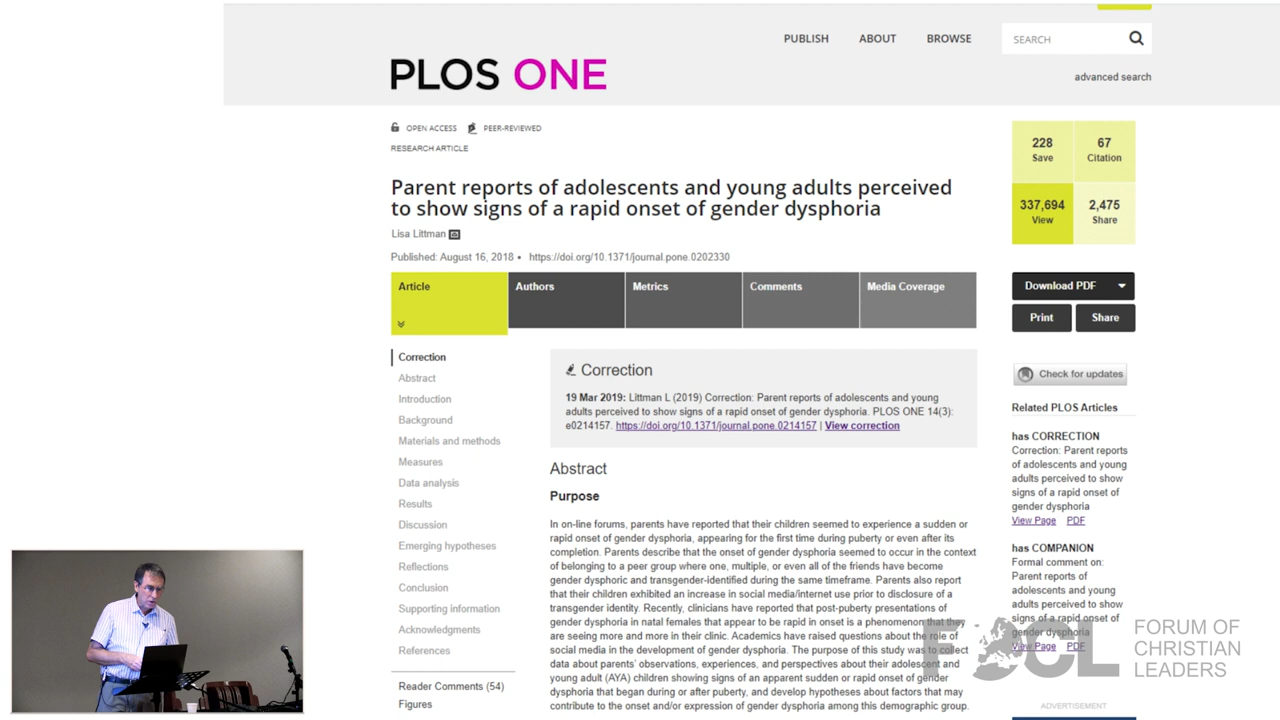 PUBLISH ABOUT BROWSE SEARCH
PLOS ONE
advanced search
OPEN ACCESS PEER-REVIEWED
RESEARCH ARTICLE
Parent reports of adolescents and young adults perceived
to show signs of a rapid onset of gender dysphoria
Lisa Littman
Published: August 16, 2018 • https://doi.org/10.1371/journal.pone.0202330
228
Save
67
Citation
337,694
View
2,475
Share
Article
Authors
Metrics
Comments
Media Coverage
Download PDF
Print
Share
Correction
Abstract
Introduction
Background
Materials and methods
Measures
Data analysis
Results
Discussion
Emerging hypotheses
Reflections
Conclusion
Supporting information
Acknowledgments
References
Reader Comments (54)
Figures
Correction
19 Mar 2019: Littman L (2019) Correction: Parent reports of adolescents and young
adults perceived to show signs of a rapid onset of gender dysphoria. PLOS ONE 14(3):
e0214157. https://doi.org/10.1371/journal.pone.0214157 | View correction
Abstract
Purpose
In on-line forums, parents have reported that their children seemed to experience a sudden or
rapid onset of gender dysphoria, appearing for the first time during puberty or even after its
completion. Parents describe that the onset of gender dysphoria seemed to occur in the context
of belonging to a peer group where one, multiple, or even all of the friends have become
gender dysphoric and transgender-identified during the same timeframe. Parents also report
that their children exhibited an increase in social media/internet use prior to disclosure of a
transgender identity. Recently, clinicians have reported that post-puberty presentations of
gender dysphoria in natal females that appear to be rapid in onset is a phenomenon that they
are seeing more and more in their clinic. Academics have raised questions about the role of
social media in the development of gender dysphoria. The purpose of this study was to collect
data about parents' observations, experiences, and perspectives about their adolescent and
young adult (AYA) children showing signs of an apparent sudden or rapid onset of gender
dysphoria that began during or after puberty, and develop hypotheses about factors that may
contribute to the onset and/or expression of gender dysphoria among this demographic group.
Check for updates
Related PLOS Articles
has CORRECTION
Correction: Parent reports
of adolescents and young
adults perceived to show
signs of a rapid onset of
gender dysphoria
View Page PDF
has COMPANION
Formal comment on:
Parent reports of
adolescents and young
adults perceived to show
signs of a rapid onset of
gender dysphoria
View Page PDF
ADVERTISEMENT
FOCL
FORUM OF
CHRISTIAN
LEADERS